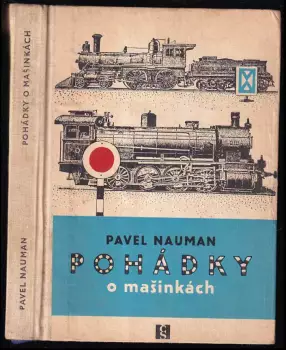 PAVEL NAUMAN
POHÁDKY O MAŠINKÁCH
PAVEL NAUMAN
POHÁDKY
o mašinkách